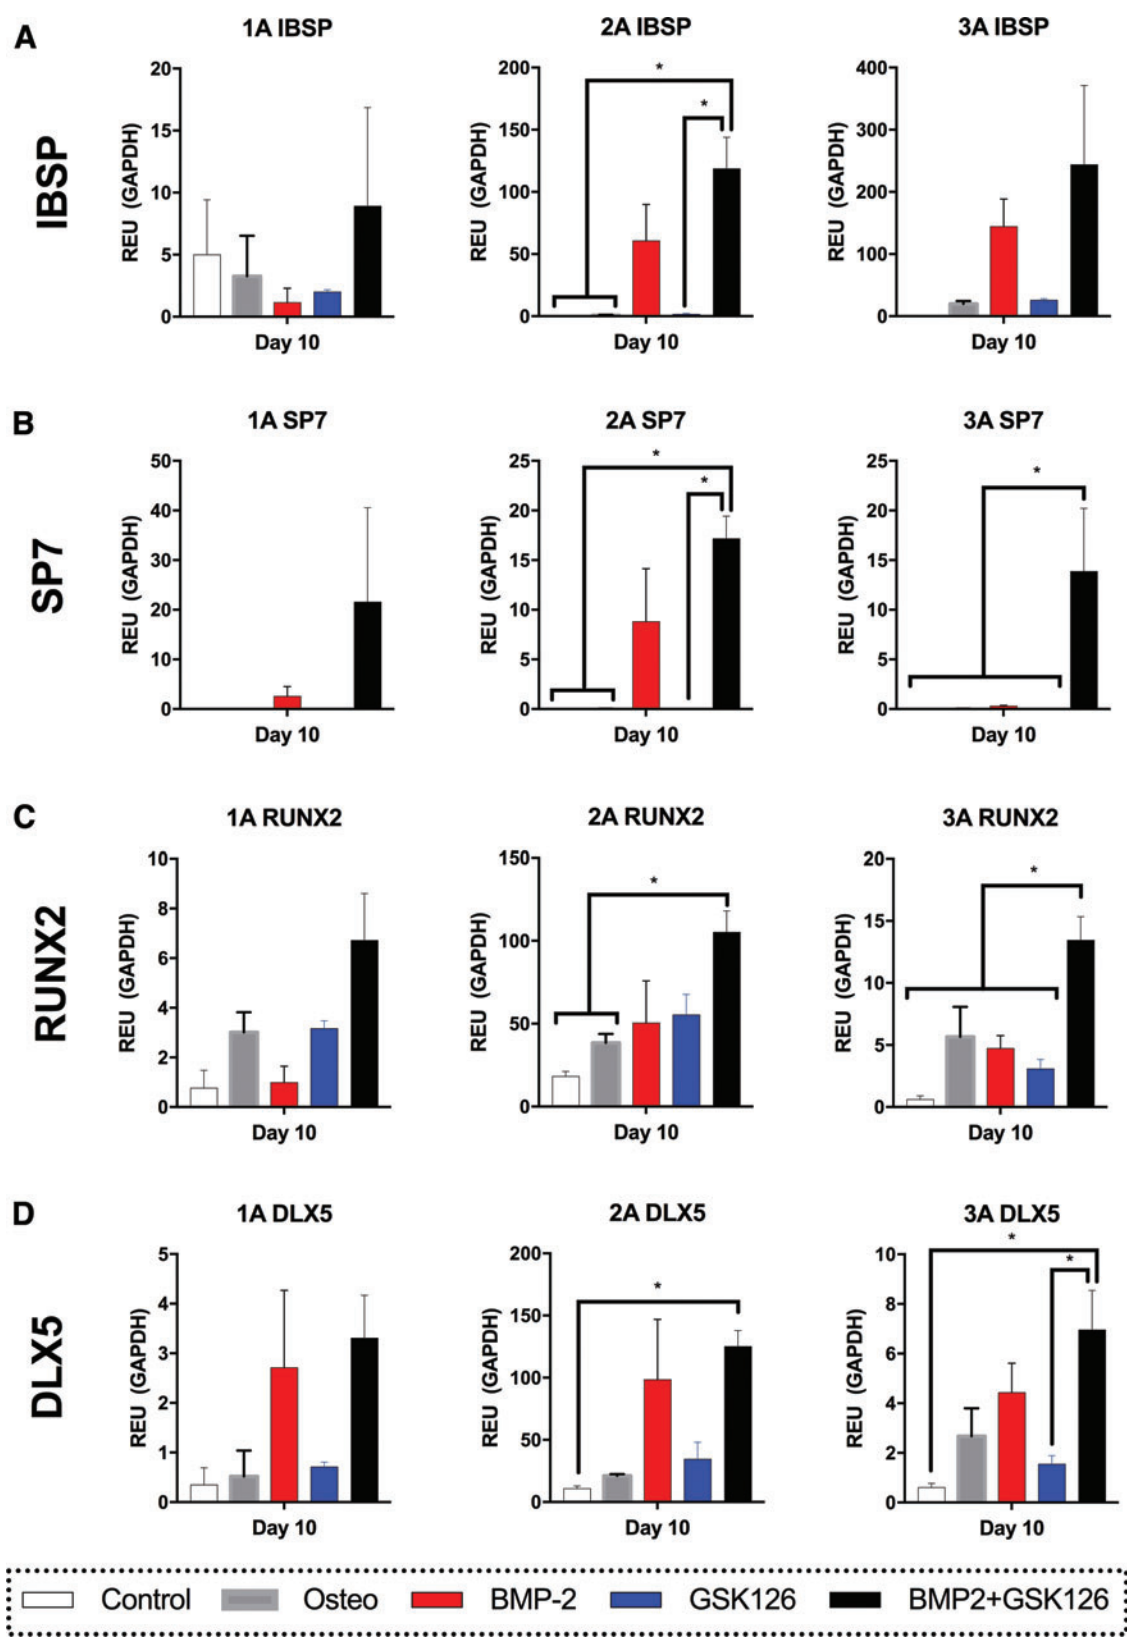 A
1A IBSP
2A IBSP
3A IBSP
IBSP
REU (GAPDH)
20
15
10
5
0
Day 10
REU (GAPDH)
200
150
100
50
0
*
*
Day 10
REU (GAPDH)
400
300
200
100
0
Day 10
B
1A SP7
2A SP7
3A SP7
SP7
REU (GAPDH)
50
40
30
20
10
0
Day 10
REU (GAPDH)
25
20
15
10
5
0
*
*
Day 10
REU (GAPDH)
25
20
15
10
5
0
*
Day 10
C
1A RUNX2
2A RUNX2
3A RUNX2
RUNX2
REU (GAPDH)
10
8
6
4
2
0
Day 10
REU (GAPDH)
150
100
50
0
*
Day 10
REU (GAPDH)
20
15
10
5
0
*
Day 10
D
1A DLX5
2A DLX5
3A DLX5
DLX5
REU (GAPDH)
5
4
3
2
1
0
Day 10
REU (GAPDH)
200
150
100
50
0
*
Day 10
REU (GAPDH)
10
8
6
4
2
0
*
*
Day 10
Control Osteo BMP-2 GSK126 BMP2+GSK126